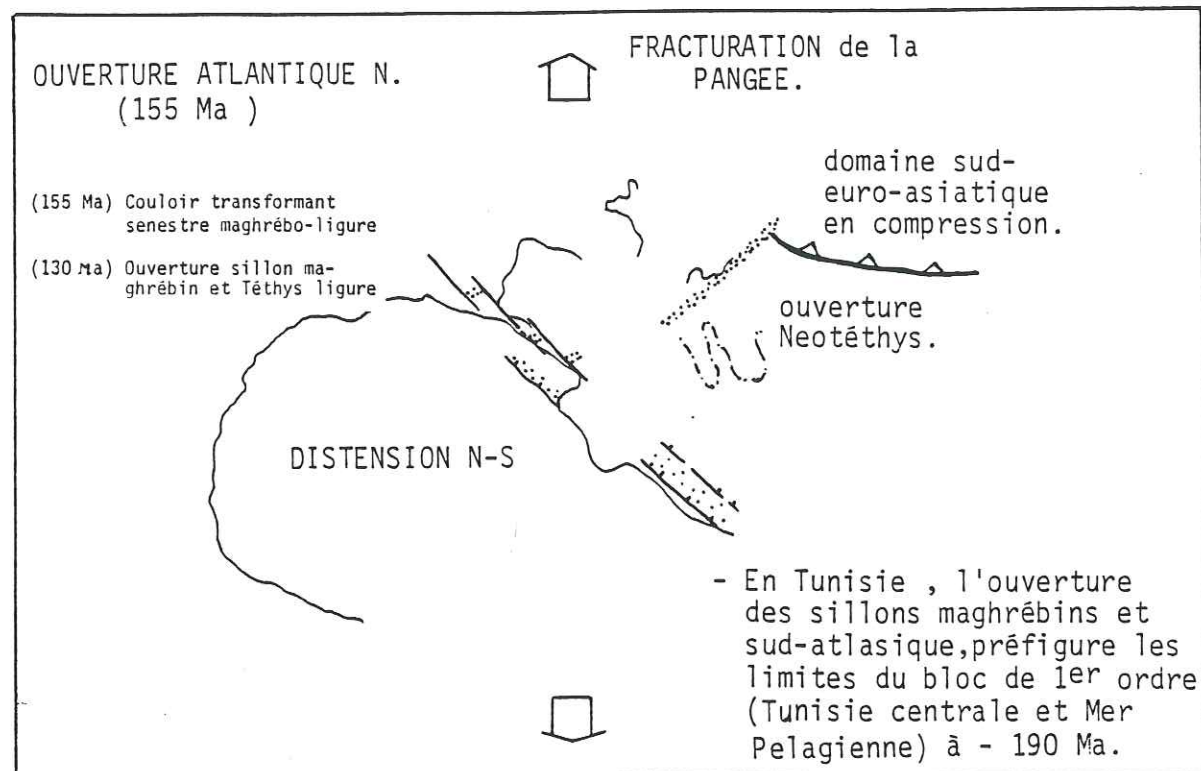 OUVERTURE ATLANTIQUE N.
(155 Ma )
FRACTURATION de la
PANGEE.
(155 Ma) Couloir transformant
senestre maghrébo-ligure
(130 Ma) Ouverture sillon ma-
ghrébin et Téthys ligure
domaine sud-
euro-asiatique
en compression.
ouverture
Neotéthys.
DISTENSION N-S
- En Tunisie , l'ouverture
des sillons maghrébins et
sud-atlasique,préfigure les
limites du bloc de 1er ordre
(Tunisie centrale et Mer
Pelagienne) à - 190 Ma.